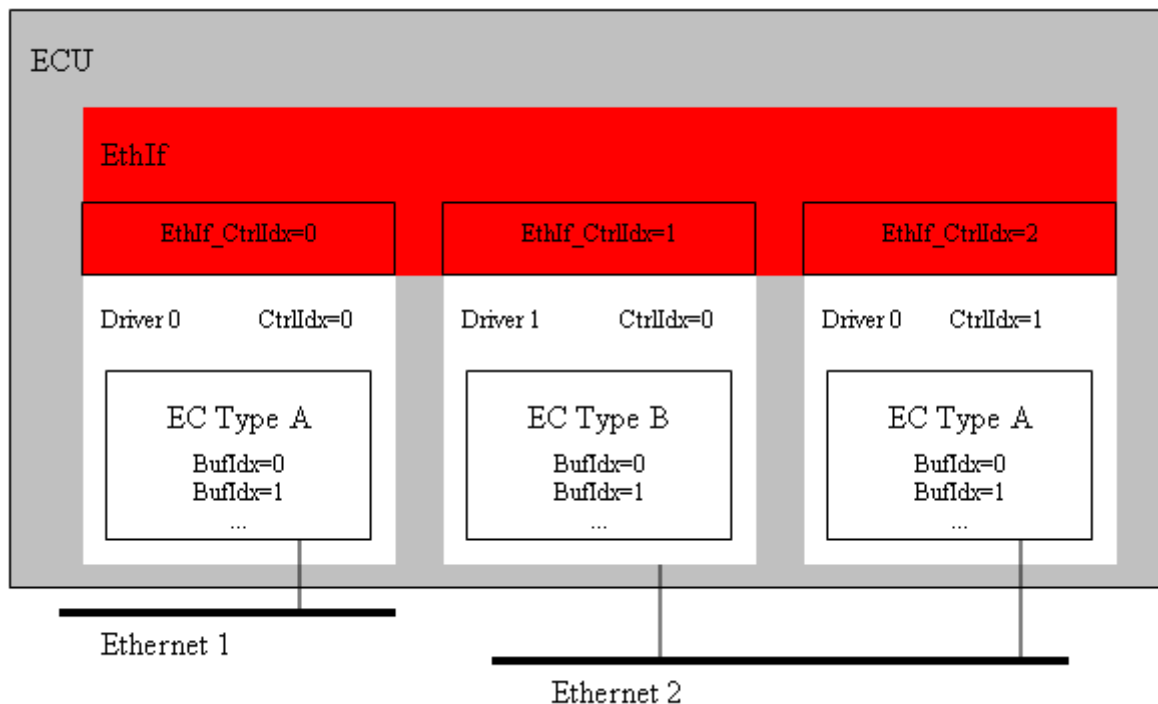 ECU
EthIf
EthIf_CtrlIdx=0
EthIf_CtrlIdx=1
EthIf_CtrlIdx=2
Driver 0 CtrlIdx=0
Driver 1 CtrlIdx=0
Driver 0 CtrlIdx=1
EC Type A
BufIdx=0
BufIdx=1
...
EC Type B
BufIdx=0
BufIdx=1
...
EC Type A
BufIdx=0
BufIdx=1
...
Ethernet 1
Ethernet 2